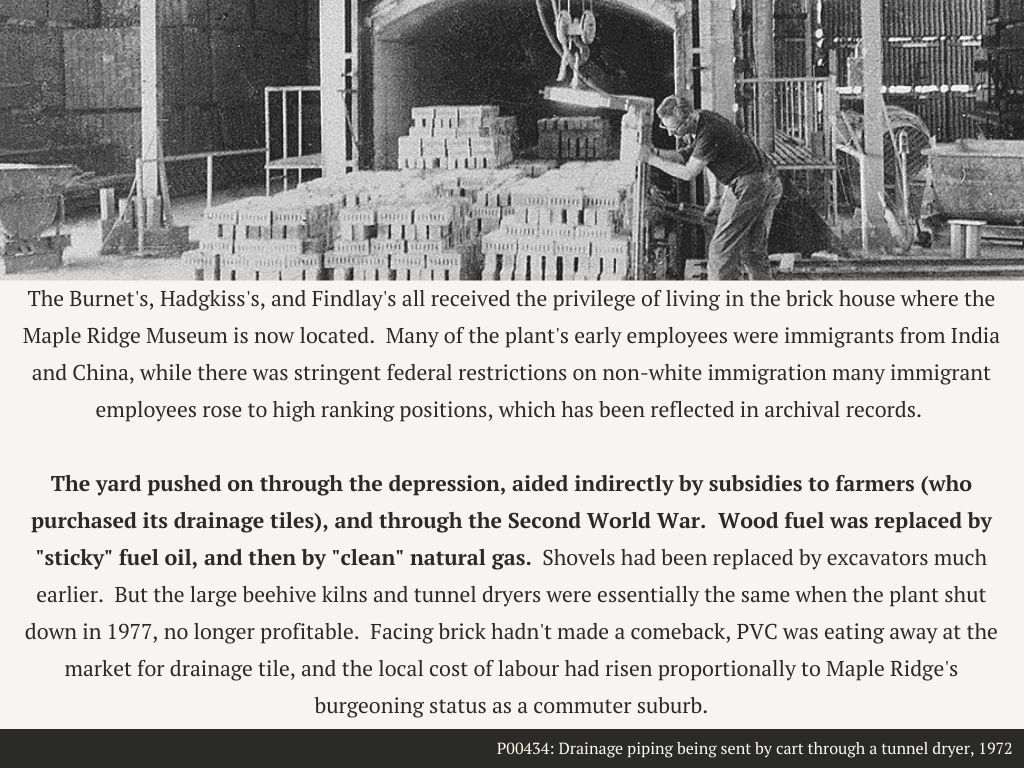 The Burnet's, Hadgkiss's, and Findlay's all received the privilege of living in the brick house where the
Maple Ridge Museum is now located.  Many of the plant's early employees were immigrants from India
and China, while there was stringent federal restrictions on non-white immigration many immigrant
employees rose to high ranking positions, which has been reflected in archival records.
The yard pushed on through the depression, aided indirectly by subsidies to farmers (who
purchased its drainage tiles), and through the Second World War.  Wood fuel was replaced by
"sticky" fuel oil, and then by "clean" natural gas.  Shovels had been replaced by excavators much
earlier.  But the large beehive kilns and tunnel dryers were essentially the same when the plant shut
down in 1977, no longer profitable.  Facing brick hadn't made a comeback, PVC was eating away at the
market for drainage tile, and the local cost of labour had risen proportionally to Maple Ridge's
burgeoning status as a commuter suburb.
P00434: Drainage piping being sent by cart through a tunnel dryer, 1972